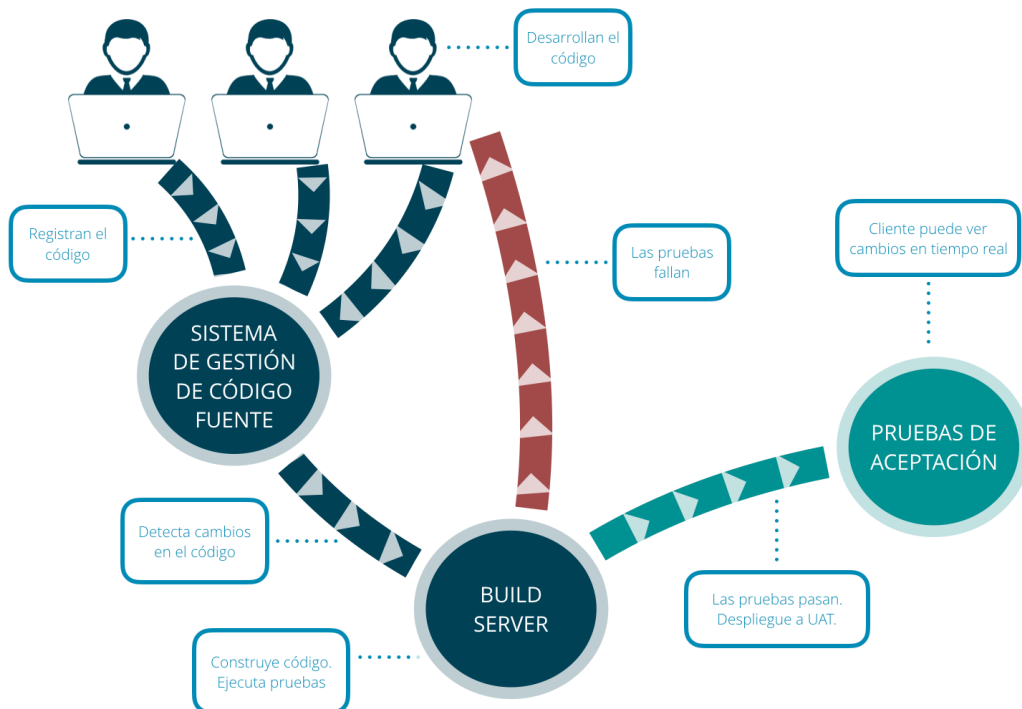 Desarrollan el
código
Registran el
código
Las pruebas
fallan
Cliente puede ver
cambios en tiempo real
SISTEMA
DE GESTIÓN
DE CÓDIGO
FUENTE
PRUEBAS DE
ACEPTACIÓN
Detecta cambios
en el código
BUILD
SERVER
Las pruebas pasan.
Despliegue a UAT.
Construye código.
Ejecuta pruebas